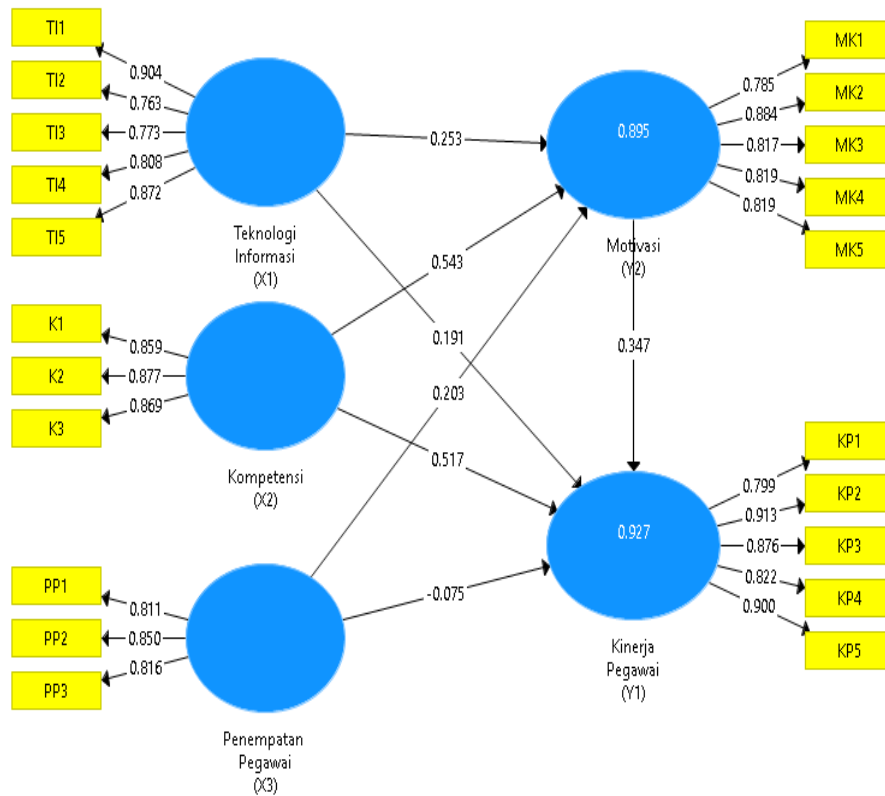 TI1
TI2
TI3
TI4
TI5
0.904
0.763
0.773
0.808
0.872
Teknologi
Informasi
(X1)
K1
K2
K3
0.859
0.877
0.869
Kompetensi
(X2)
PP1
PP2
PP3
0.811
0.850
0.816
Penempatan
Pegawai
(X3)
0.253
0.543
0.191
0.203
0.517
-0.075
0.895
Motivasi
(Y2)
0.347
0.785
0.884
0.817
0.819
0.819
MK1
MK2
MK3
MK4
MK5
0.927
Kinerja
Pegawai
(Y1)
0.799
0.913
0.876
0.822
0.900
KP1
KP2
KP3
KP4
KP5